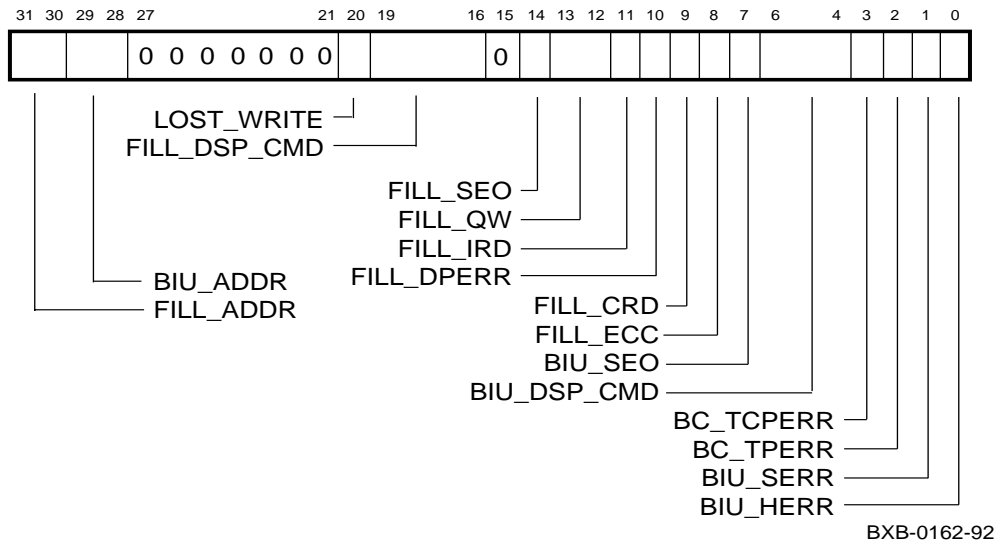 31 30 29 28 27 21 20 19 16 15 14 13 12 11 10 9 8 7 6 4 3 2 1 0
0 0 0 0 0 0 0 0
LOST_WRITE
FILL_DSP_CMD
FILL_SEO
FILL_QW
FILL_IRD
FILL_DPERR
BIU_ADDR
FILL_ADDR
FILL_CRD
FILL_ECC
BIU_SEO
BIU_DSP_CMD
BC_TCPERR
BC_TPERR
BIU_SERR
BIU_HERR
BXB-0162-92